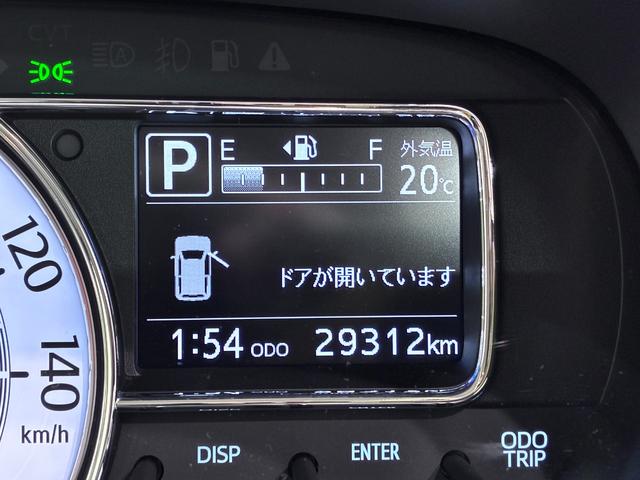 CVT
P E F 外気温
20℃
ドアが開いています
1:54 ODO 29312km
120
140
km/h
DISP ENTER ODO
TRIP